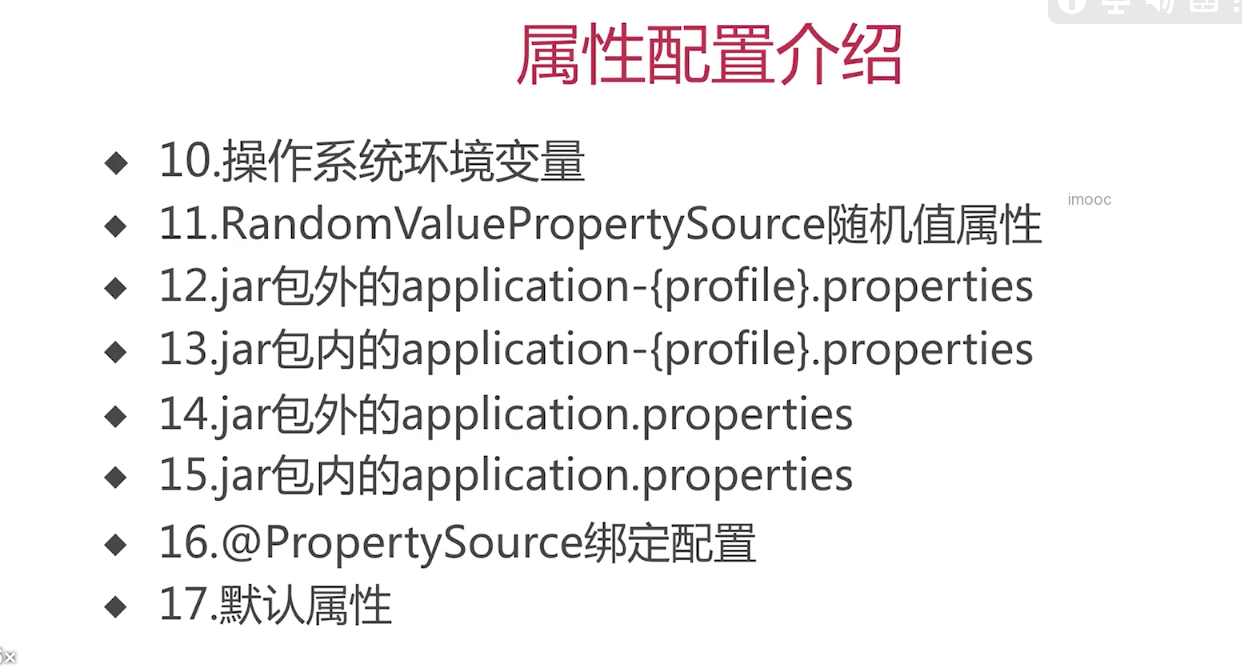 属性配置介绍
10.操作系统环境变量
11.RandomValuePropertySource随机值属性
imooc
12.jar包外的application-{profile}.properties
13.jar包内的application-{profile}.properties
14.jar包外的application.properties
15.jar包内的application.properties
16.@PropertySource绑定配置
17.默认属性